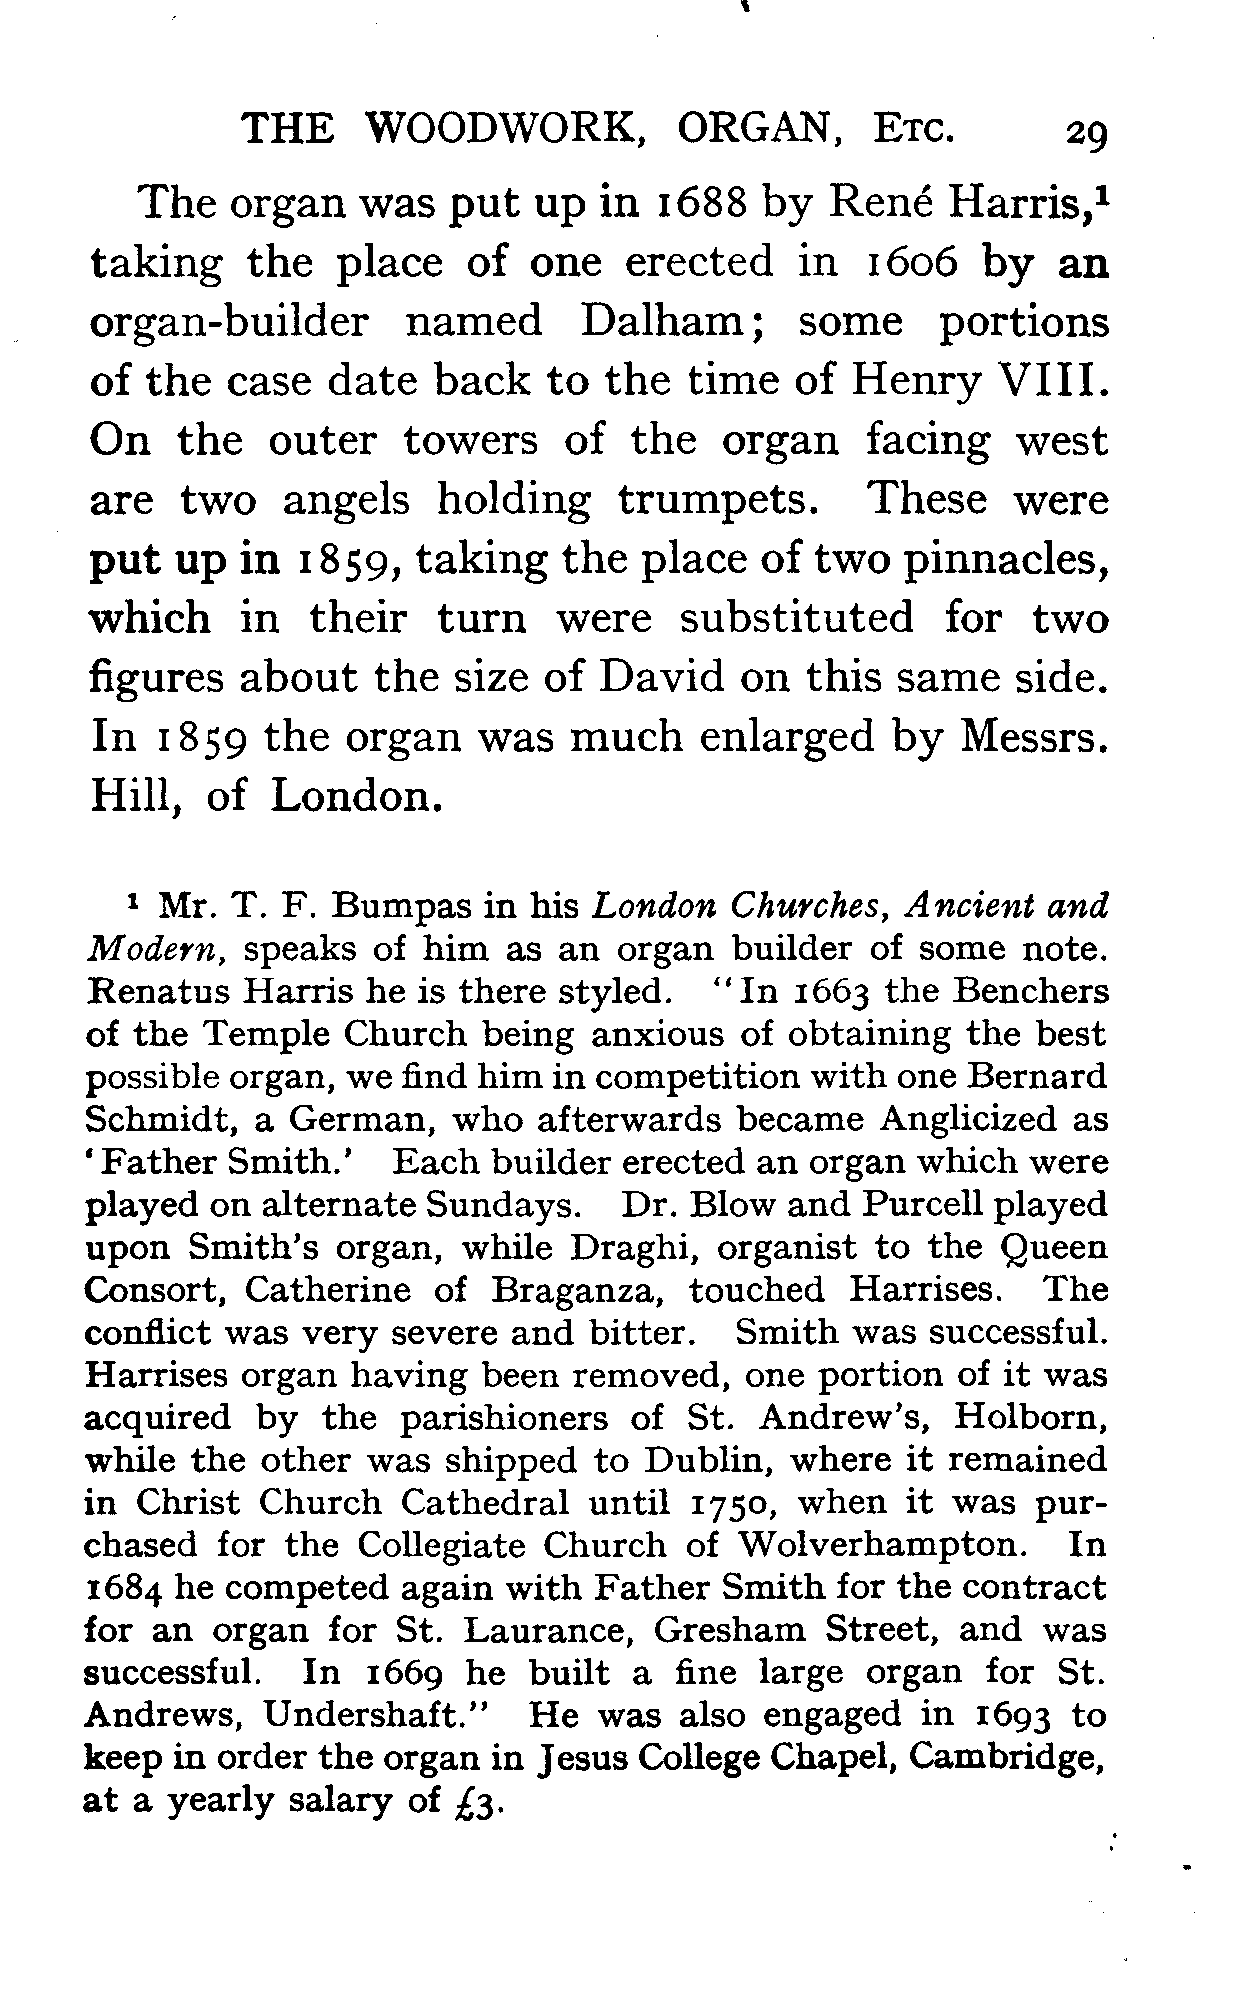 THE WOODWORK, ORGAN, ETC. 29
The organ was put up in 1688 by René Harris,¹
taking the place of one erected in 1606 by an
organ-builder named Dalham; some portions
of the case date back to the time of Henry VIII.
On the outer towers of the organ facing west
are two angels holding trumpets. These were
put up in 1859, taking the place of two pinnacles,
which in their turn were substituted for two
figures about the size of David on this same side.
In 1859 the organ was much enlarged by Messrs.
Hill, of London.
¹ Mr. T. F. Bumpas in his London Churches, Ancient and
Modern, speaks of him as an organ builder of some note.
Renatus Harris he is there styled. "In 1663 the Benchers
of the Temple Church being anxious of obtaining the best
possible organ, we find him in competition with one Bernard
Schmidt, a German, who afterwards became Anglicized as
'Father Smith.' Each builder erected an organ which were
played on alternate Sundays. Dr. Blow and Purcell played
upon Smith's organ, while Draghi, organist to the Queen
Consort, Catherine of Braganza, touched Harrises. The
conflict was very severe and bitter. Smith was successful.
Harrises organ having been removed, one portion of it was
acquired by the parishioners of St. Andrew's, Holborn,
while the other was shipped to Dublin, where it remained
in Christ Church Cathedral until 1750, when it was pur-
chased for the Collegiate Church of Wolverhampton. In
1684 he competed again with Father Smith for the contract
for an organ for St. Laurance, Gresham Street, and was
successful. In 1669 he built a fine large organ for St.
Andrews, Undershaft." He was also engaged in 1693 to
keep in order the organ in Jesus College Chapel, Cambridge,
at a yearly salary of £3.